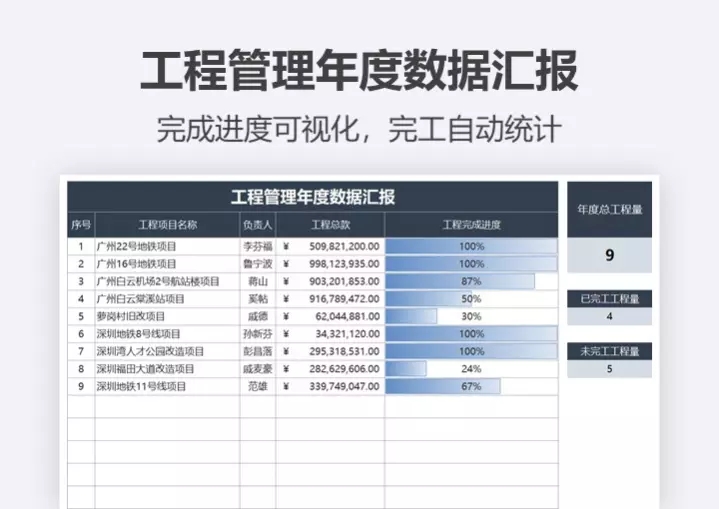 工程管理年度数据汇报
完成进度可视化，完工自动统计
工程管理年度数据汇报
序号 工程项目名称 负责人 工程总款 工程完成进度
1 广州22号地铁项目 李芬福 ¥ 509,821,200.00 100%
2 广州16号地铁项目 鲁宁波 ¥ 998,123,935.00 100%
3 广州白云机场2号航站楼项目 蒋山 ¥ 903,201,853.00 87%
4 广州白云棠溪站项目 奚帖 ¥ 916,789,472.00 50%
5 萝岗村旧改项目 戚德 ¥ 62,044,881.00 30%
6 深圳地铁8号线项目 孙新芬 ¥ 34,321,120.00 100%
7 深圳湾人才公园改造项目 彭昌落 ¥ 295,318,531.00 100%
8 深圳福田大道改造项目 戚麦豪 ¥ 282,629,606.00 24%
9 深圳地铁11号线项目 范雄 ¥ 339,749,047.00 67%
年度总工程量
9
已完工工程量
4
未完工工程量
5